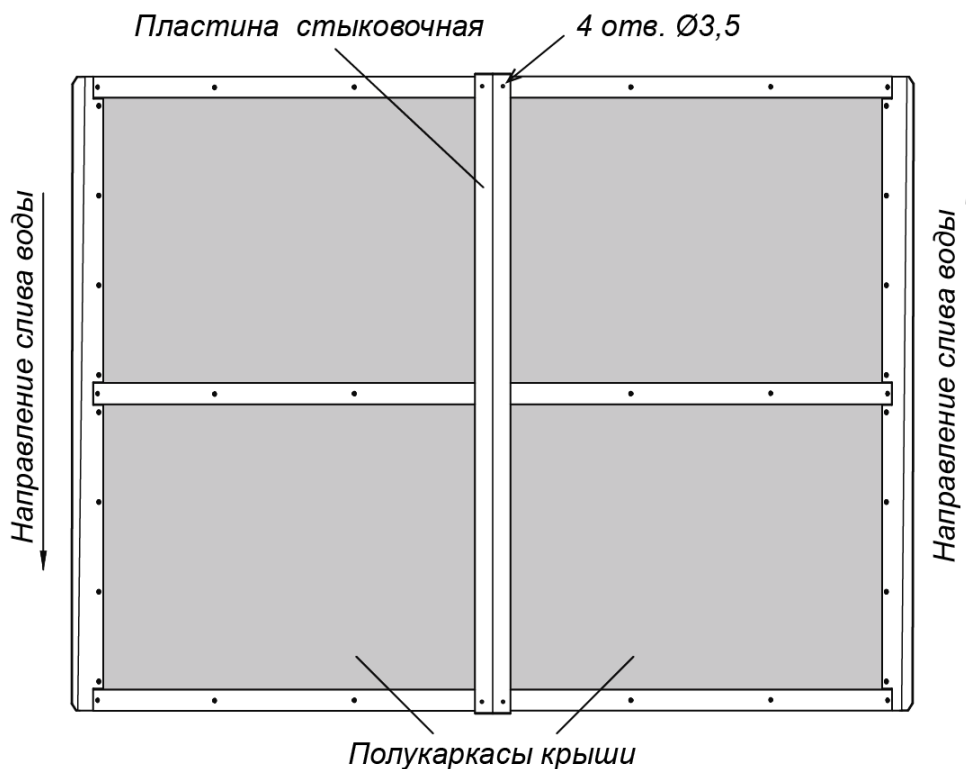 Пластина стыковочная
4 отв. Ø3,5
Направление слива воды
Направление слива воды
Полукаркасы крыши